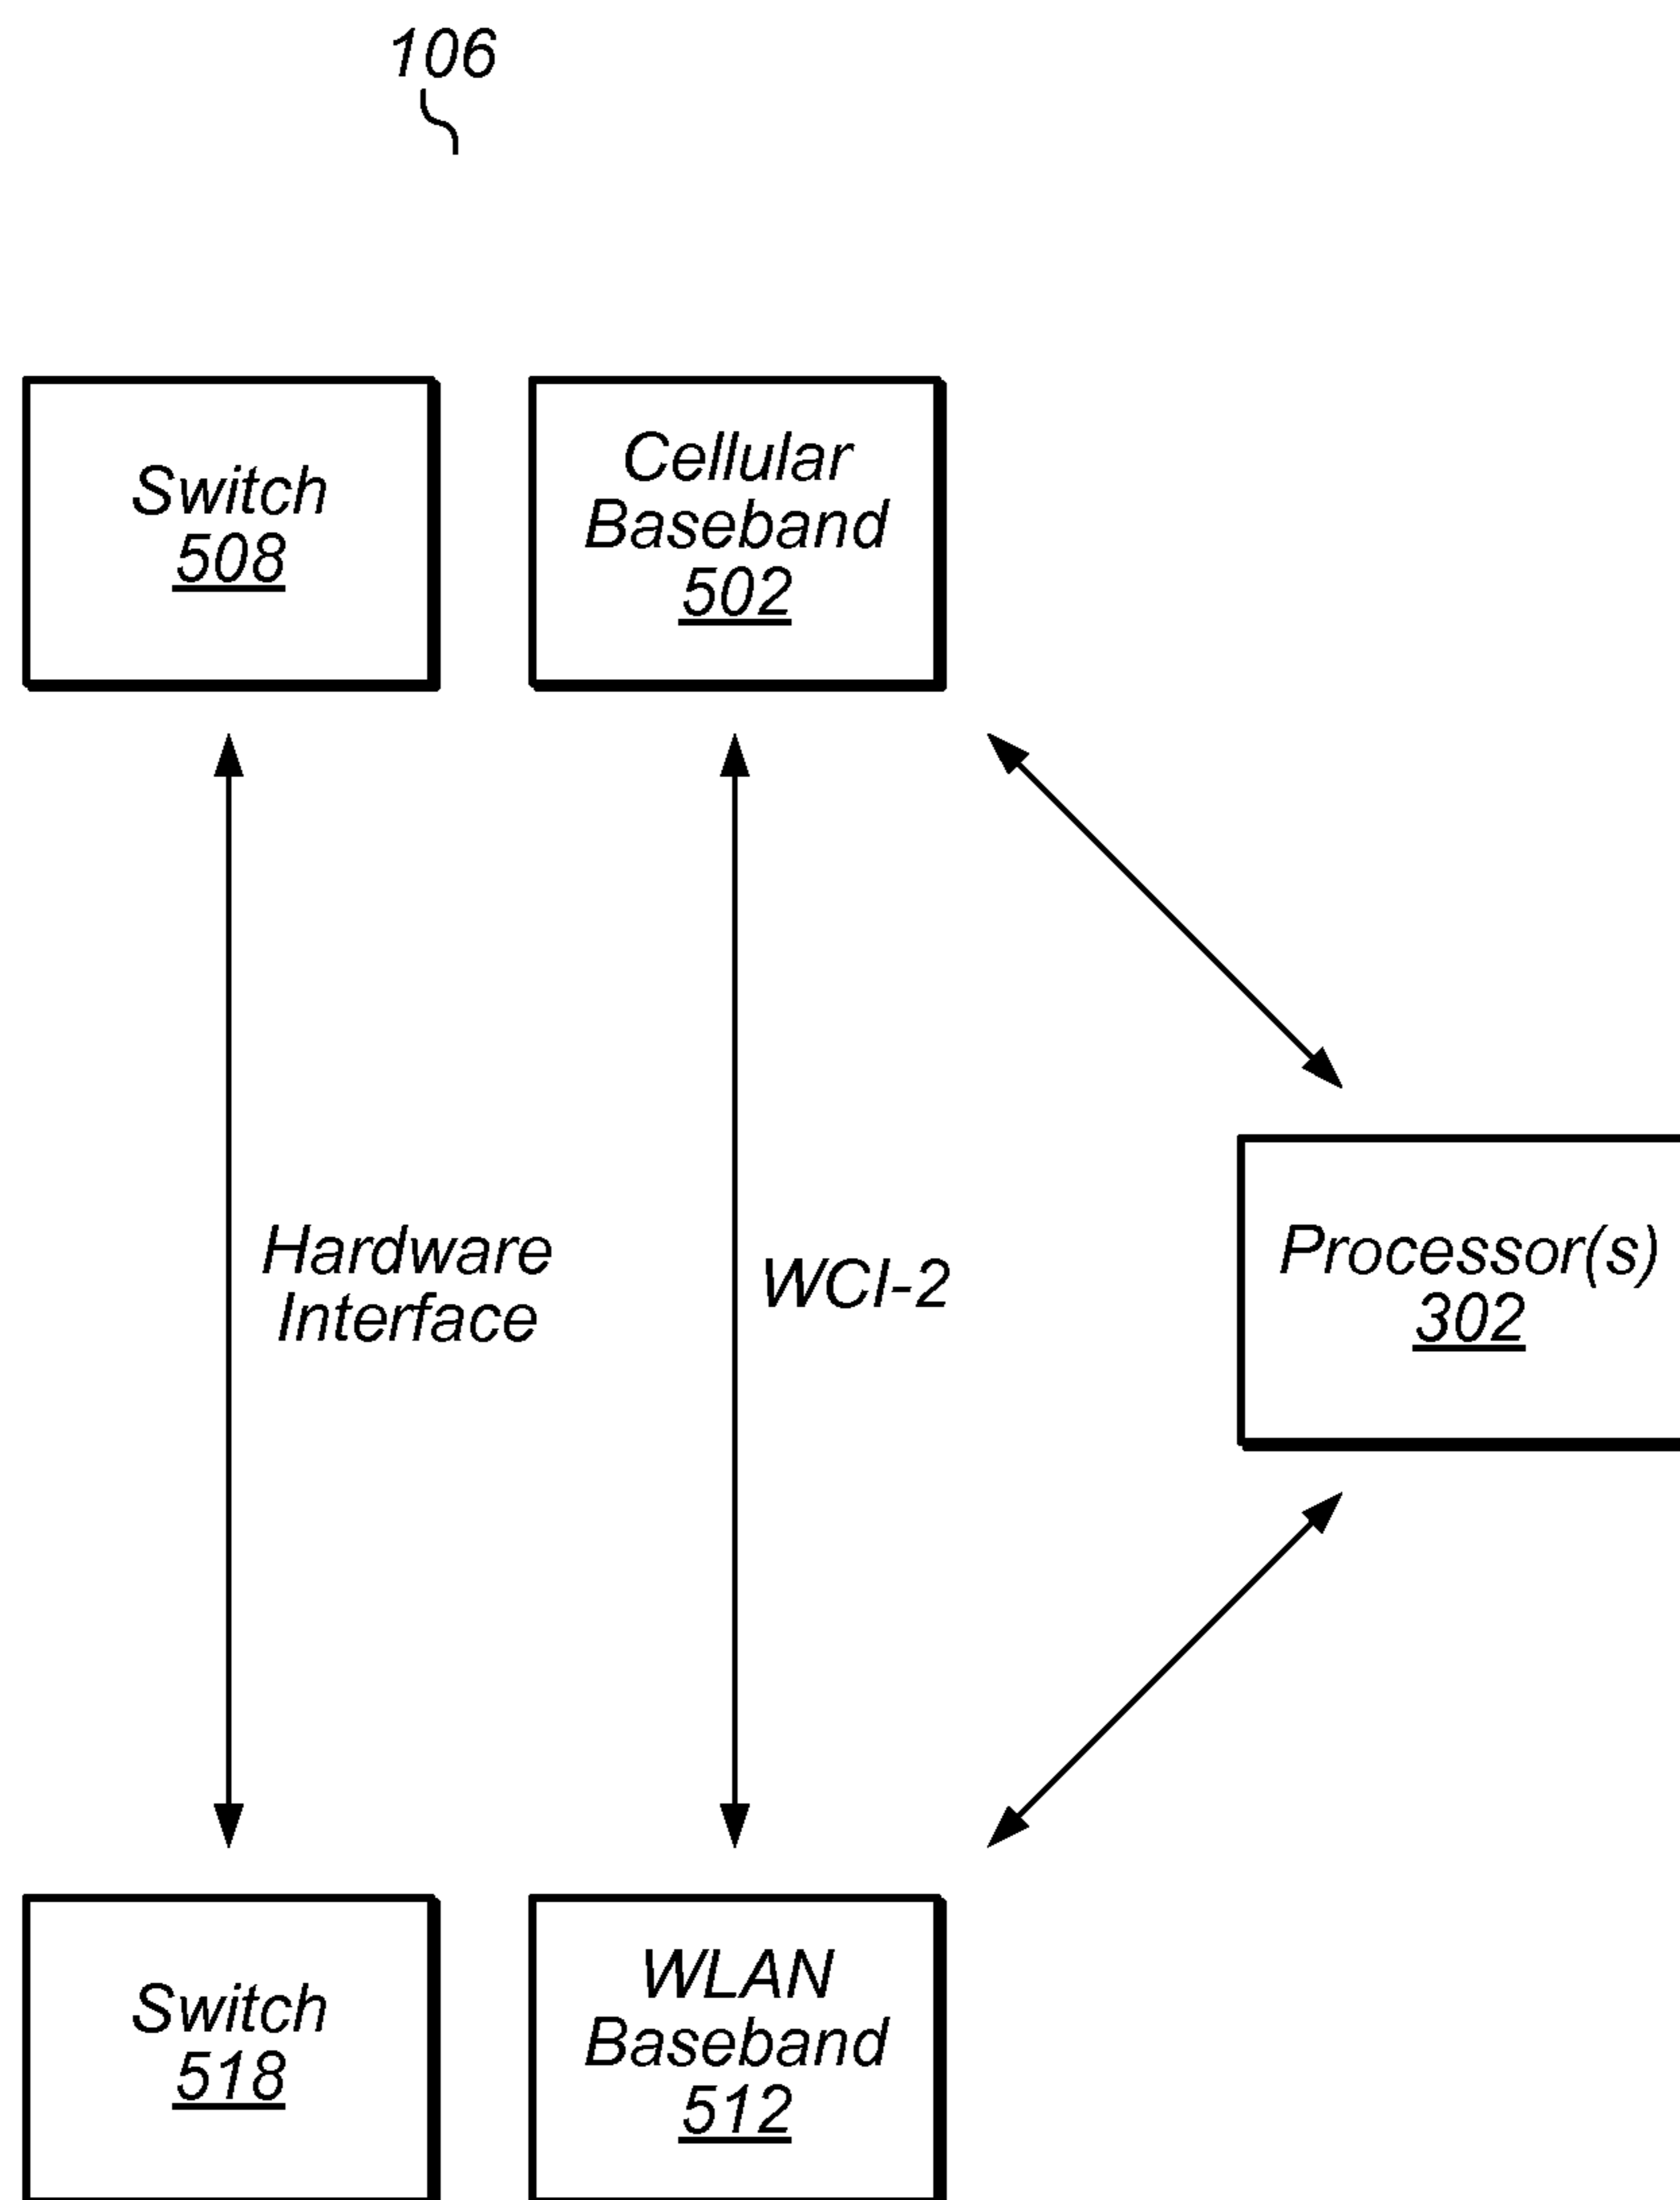 106
Switch
508
Cellular
Baseband
502
Hardware
Interface
WCI-2
Processor(s)
302
Switch
518
WLAN
Baseband
512